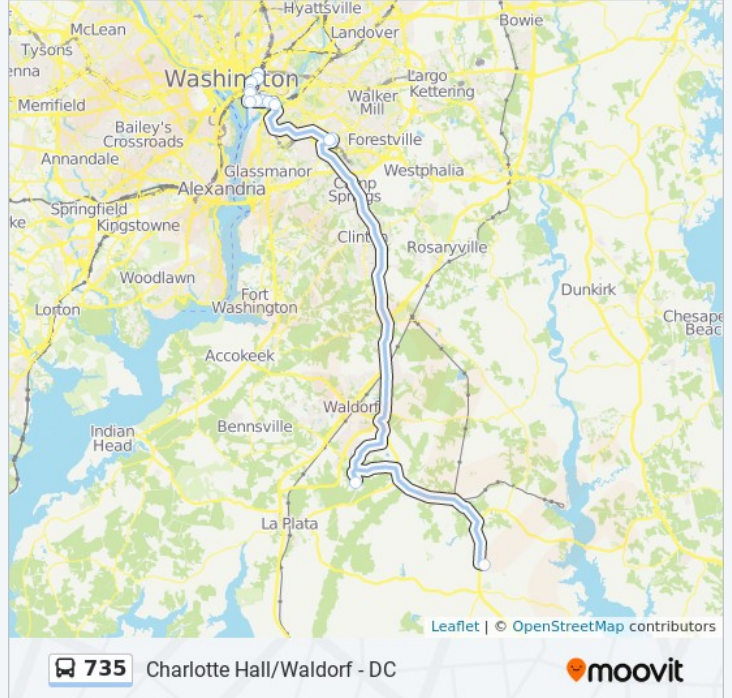 Hyattsville
Bowie
McLean
Landover
Tysons
enna
Washington
Largo
Kettering
Merrifield
Walker
Mill
Bailey's
Crossroads
Forestville
Annandale
Glassmanor
Westphalia
Alexandria
Camp
Springs
Springfield
ke
Kingstowne
Clinton
Rosaryville
Woodlawn
Dunkirk
Fort
Washington
Lorton
Chesape
Beac
Accokeek
Waldorf
Bennsville
Indian
Head
La Plata
Leaflet | © OpenStreetMap contributors
735 Charlotte Hall/Waldorf - DC
moovit